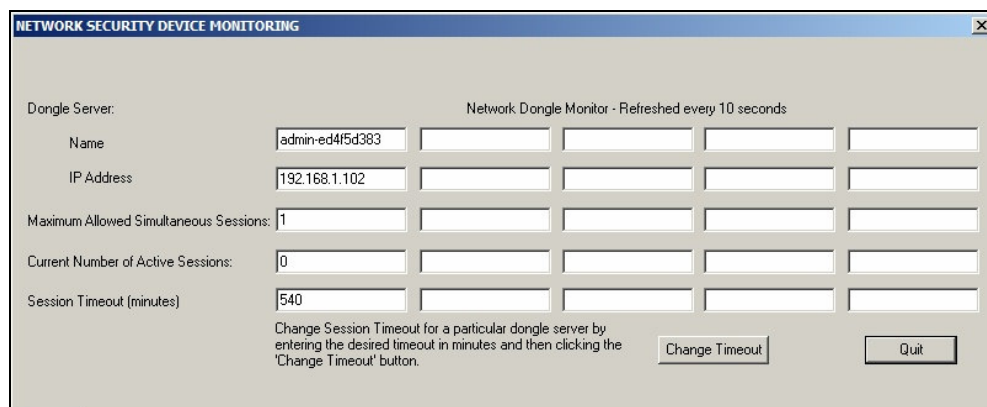 NETWORK SECURITY DEVICE MONITORING
Dongle Server:
Network Dongle Monitor - Refreshed every 10 seconds
Name
admin-ed4f5d383
IP Address
192.168.1.102
Maximum Allowed Simultaneous Sessions:
1
Current Number of Active Sessions:
0
Session Timeout (minutes)
540
Change Session Timeout for a particular dongle server by
entering the desired timeout in minutes and then clicking the
'Change Timeout' button.
Change Timeout
Quit